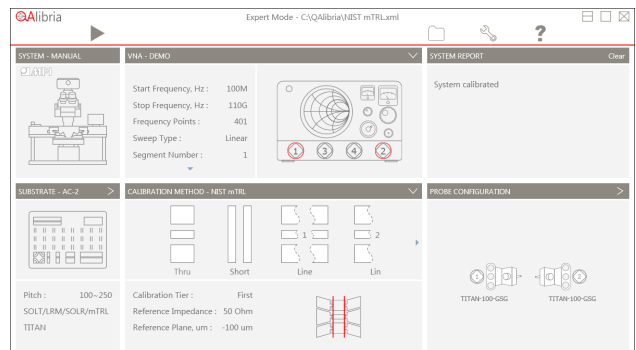 QAlibria
Expert Mode - C:\QAlibria\NIST mTRL.xml
?
SYSTEM - MANUAL
VNA - DEMO
SYSTEM REPORT
Clear
MPI
Start Frequency, Hz : 100M
Stop Frequency, Hz : 110G
Frequency Points : 401
Sweep Type : Linear
Segment Number : 1
1 3 4 2
System calibrated
SUBSTRATE - AC-2 >
CALIBRATION METHOD - NIST mTRL
PROBE CONFIGURATION >
1 2
Thru Short Line Lin
1 2
TITAN-100-GSG TITAN-100-GSG
Pitch : 100~250
SOLT/LRM/SOLR/mTRL
TITAN
Calibration Tier : First
Reference Impedance : 50 Ohm
Reference Plane, um : -100 um